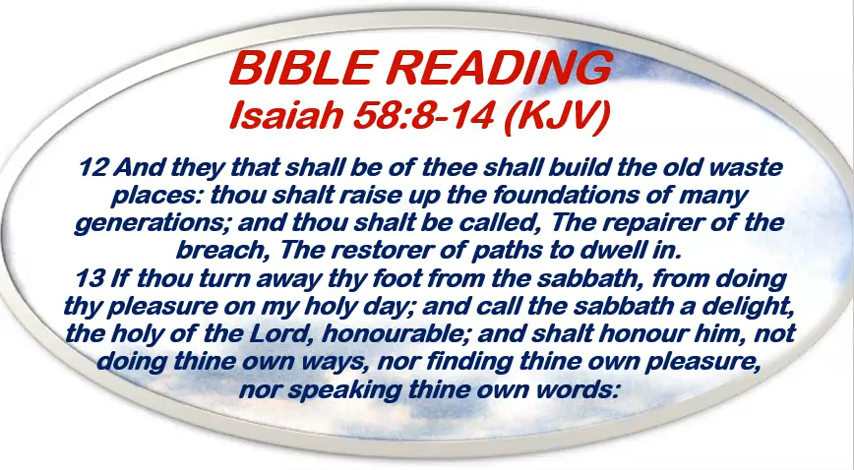 BIBLE READING
Isaiah 58:8-14 (KJV)
12 And they that shall be of thee shall build the old waste
places: thou shalt raise up the foundations of many
generations; and thou shalt be called, The repairer of the
breach, The restorer of paths to dwell in.
13 If thou turn away thy foot from the sabbath, from doing
thy pleasure on my holy day; and call the sabbath a delight,
the holy of the Lord, honourable; and shalt honour him, not
doing thine own ways, nor finding thine own pleasure,
nor speaking thine own words: